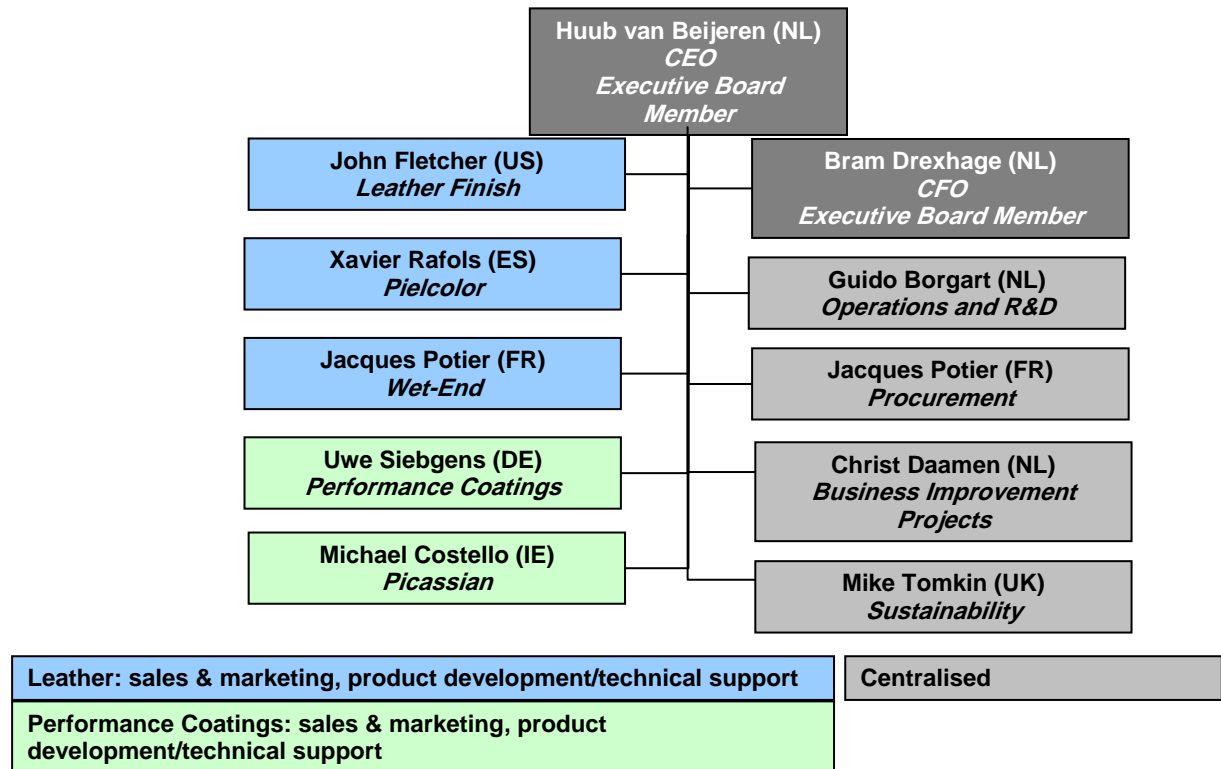 Huub van Beijeren (NL)
CEO
Executive Board
Member
John Fletcher (US)
Leather Finish
Bram Drexhage (NL)
CFO
Executive Board Member
Xavier Rafols (ES)
Pielcolor
Guido Borgart (NL)
Operations and R&D
Jacques Potier (FR)
Wet-End
Jacques Potier (FR)
Procurement
Uwe Siebgens (DE)
Performance Coatings
Christ Daamen (NL)
Business Improvement
Projects
Michael Costello (IE)
Picassian
Mike Tomkin (UK)
Sustainability
Leather: sales & marketing, product development/technical support
Centralised
Performance Coatings: sales & marketing, product
development/technical support